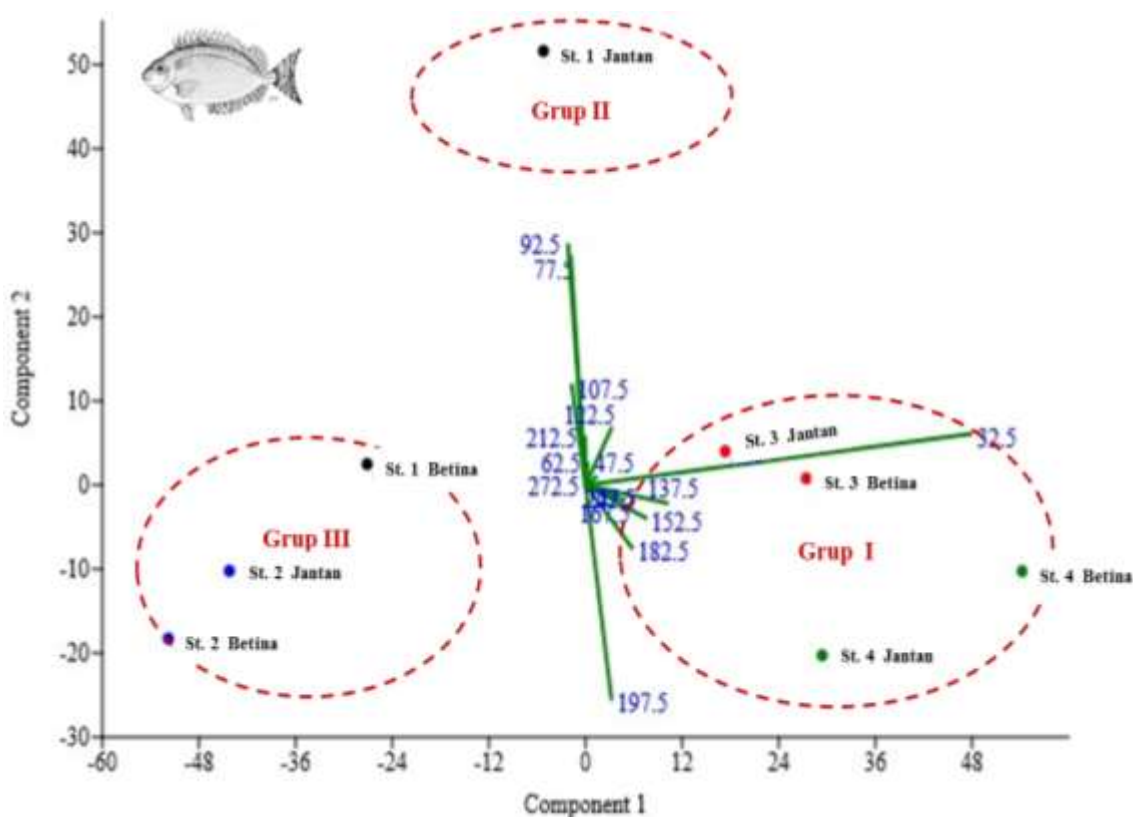 50
St. 1 Jantan
Grup II
40
30
92.5
77.5
20
Component 2
10
107.5
122.5
St. 3 Jantan
32.5
212.5
62.5
47.5
St. 1 Betina
0
272.5
137.5
St. 3 Betina
152.5
Grup III
182.5
Grup I
-10
St. 2 Jantan
St. 4 Betina
St. 2 Betina
-20
St. 4 Jantan
197.5
-30
-60
-48
-36
-24
-12
0
12
24
36
48
Component 1